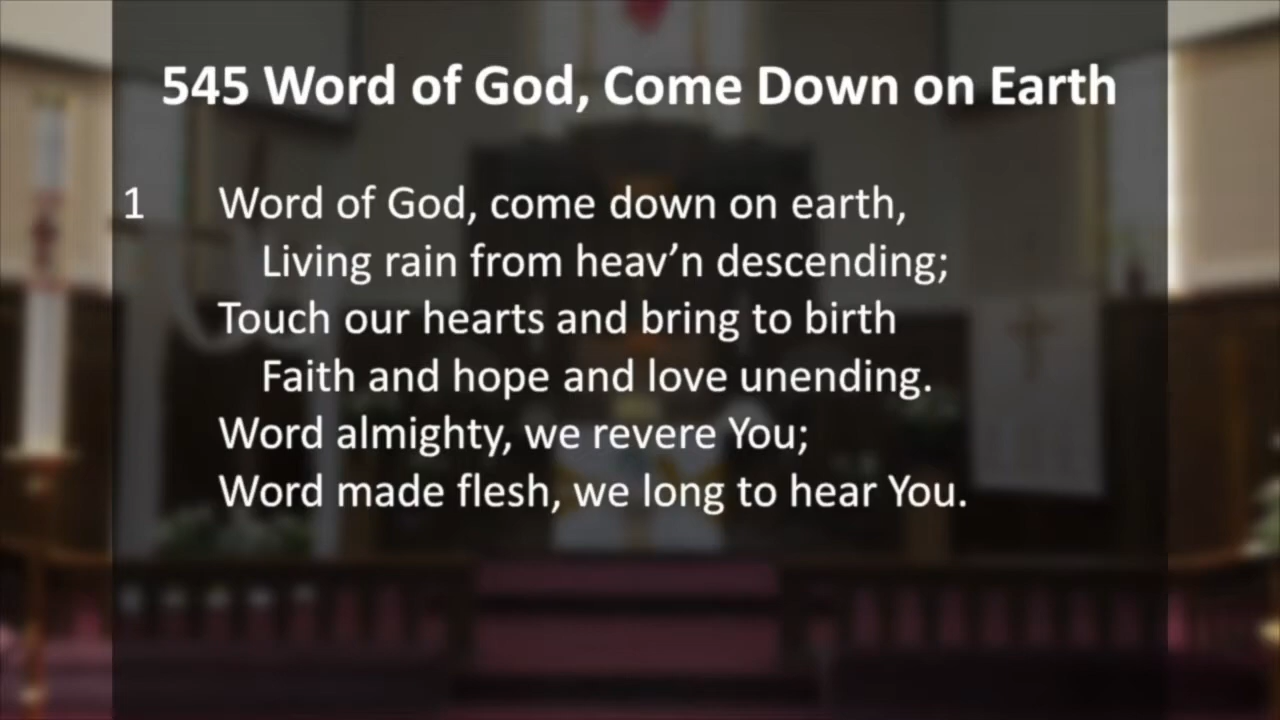 545 Word of God, Come Down on Earth
1 Word of God, come down on earth,
Living rain from heav’n descending;
Touch our hearts and bring to birth
Faith and hope and love unending.
Word almighty, we revere You;
Word made flesh, we long to hear You.